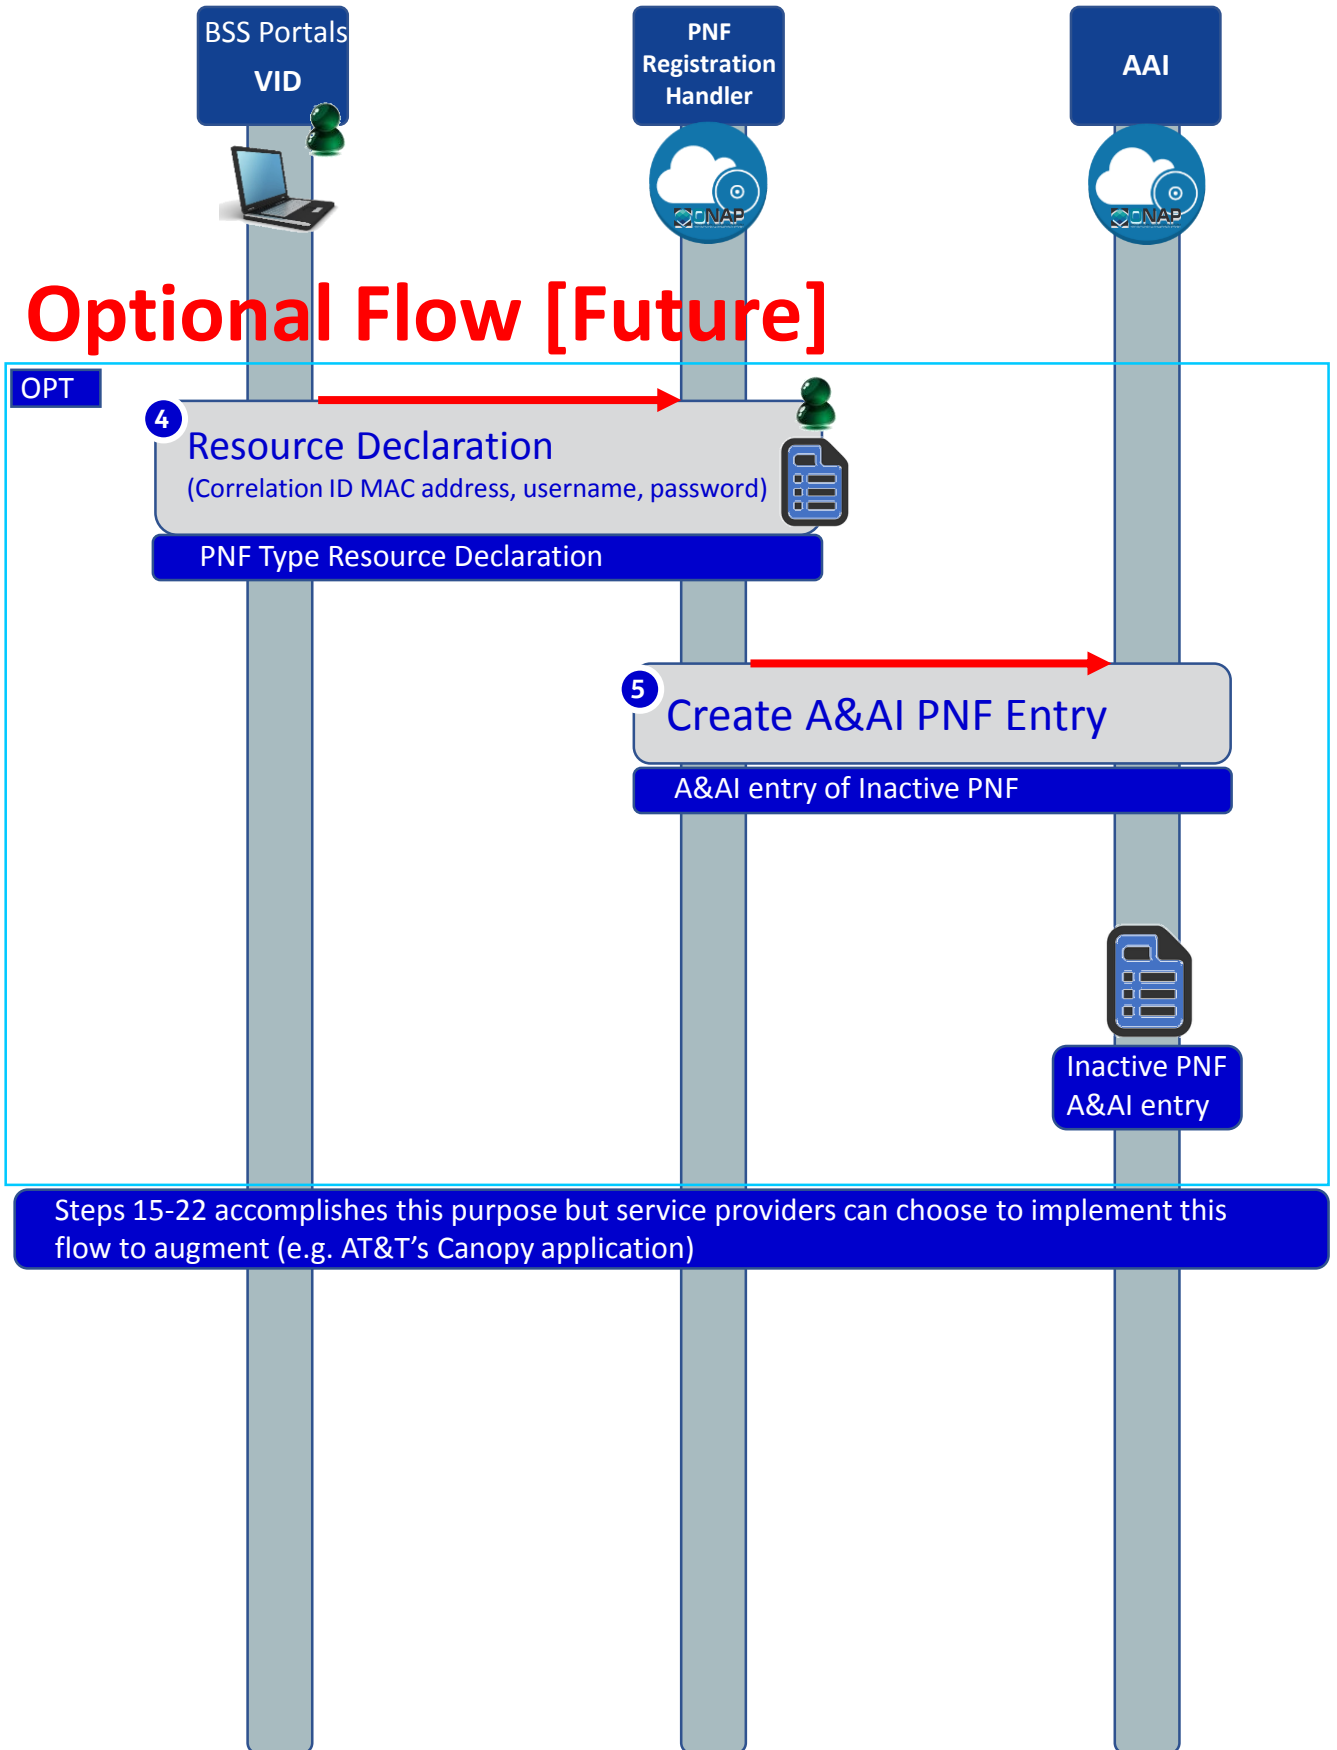 BSS Portals
VID
PNF
Registration
Handler
AAI
ONAP
ONAP
Optional Flow [Future]
OPT
4
Resource Declaration
(Correlation ID MAC address, username, password)
PNF Type Resource Declaration
5
Create A&AI PNF Entry
A&AI entry of Inactive PNF
Inactive PNF
A&AI entry
Steps 15-22 accomplishes this purpose but service providers can choose to implement this
flow to augment (e.g. AT&T’s Canopy application)